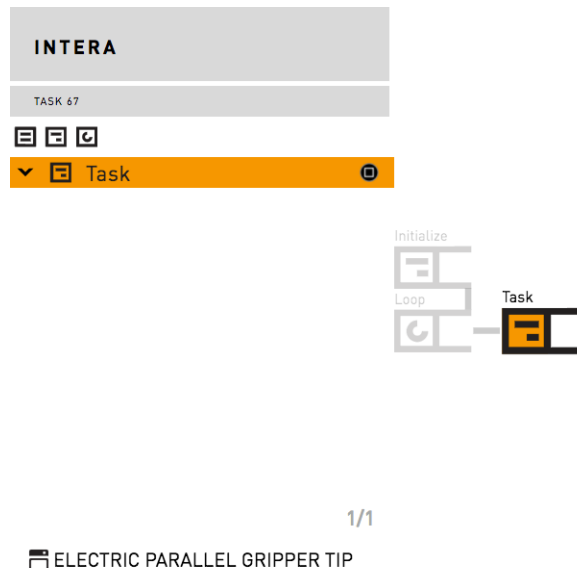 INTERA
TASK 67
Task
Initialize
Loop
Task
1/1
ELECTRIC PARALLEL GRIPPER TIP